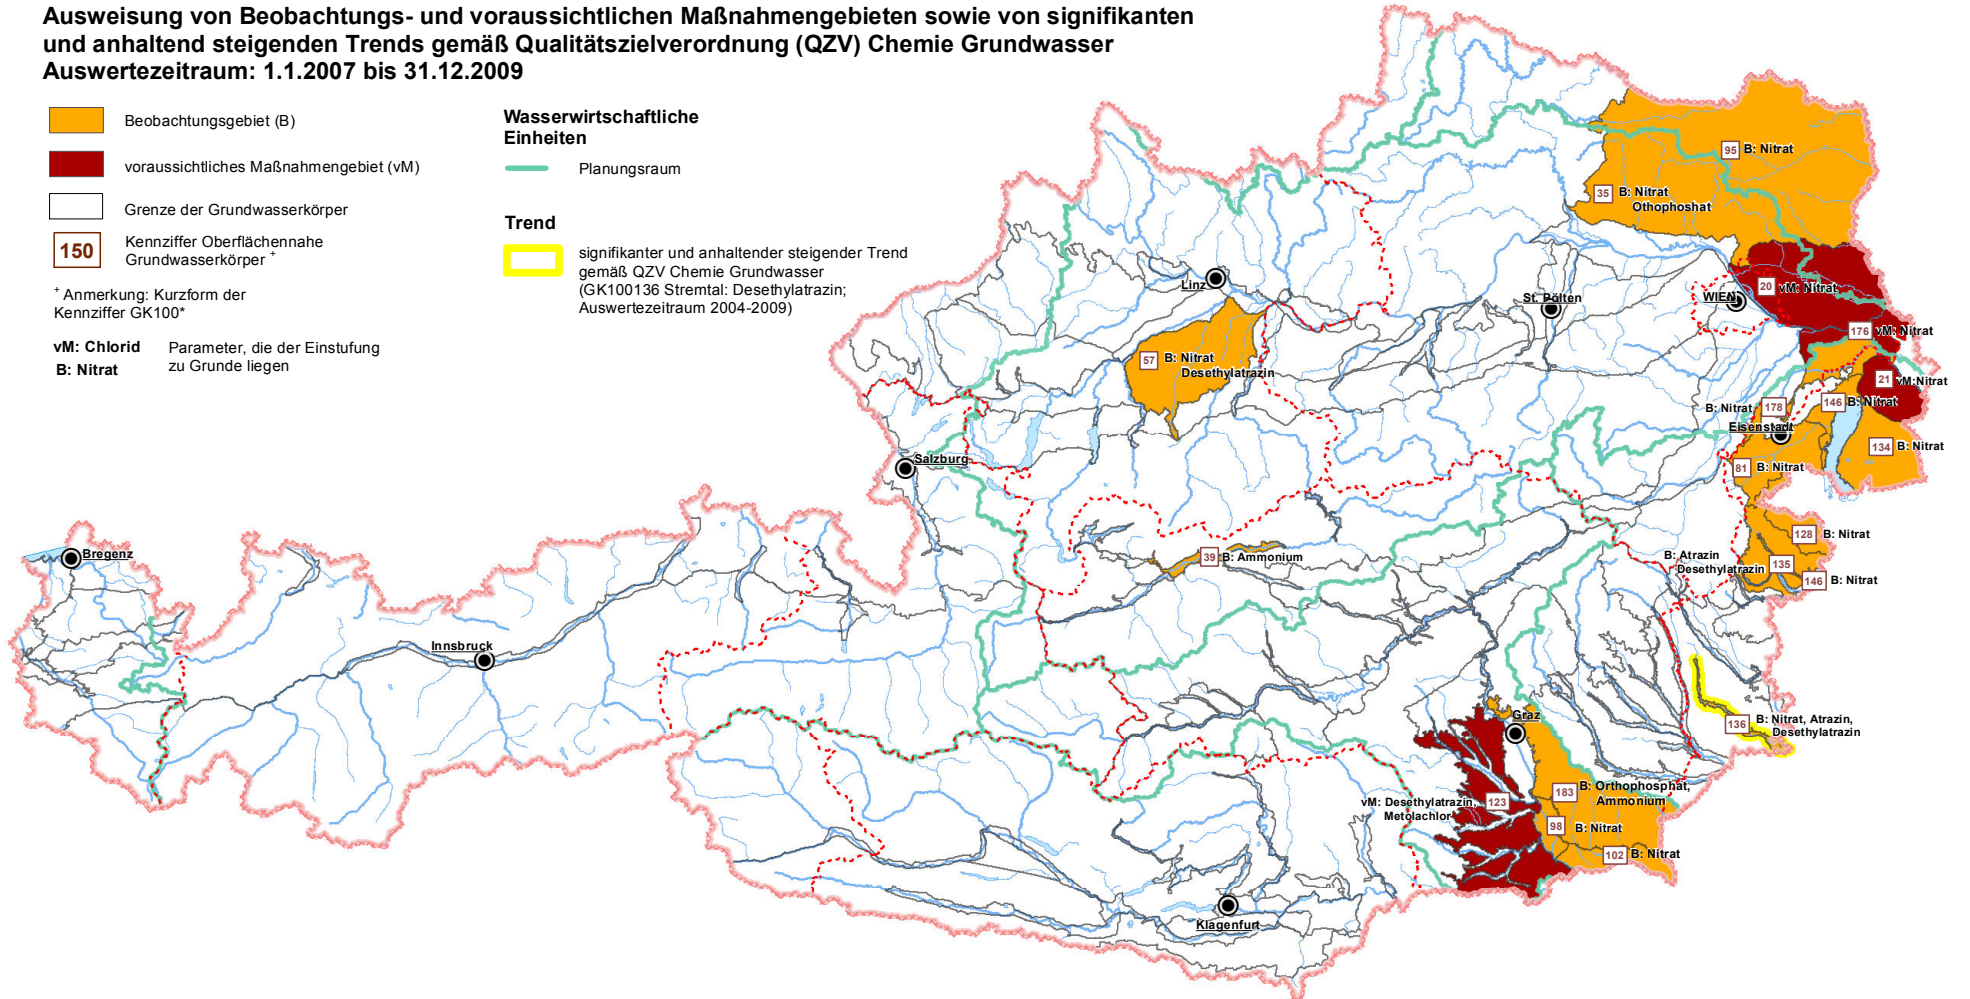 Ausweisung von Beobachtungs- und voraussichtlichen Maßnahmengebieten sowie von signifikanten
und anhaltend steigenden Trends gemäß Qualitätszielverordnung (QZV) Chemie Grundwasser
Auswertezeitraum: 1.1.2007 bis 31.12.2009
Beobachtungsgebiet (B)
voraussichtliches Maßnahmengebiet (vM)
Grenze der Grundwasserkörper
150
Kennziffer Oberflächennahe
Grundwasserkörper +
+ Anmerkung: Kurzform der
Kennziffer GK100*
vM: Chlorid
B: Nitrat
Parameter, die der Einstufung
zu Grunde liegen
Wasserwirtschaftliche
Einheiten
Planungsraum
Trend
signifikanter und anhaltender steigender Trend
gemäß QZV Chemie Grundwasser
(GK100136 Stremtal: Desethylatrazin;
Auswertezeitraum 2004-2009)
95 B: Nitrat
35 B: Nitrat
Othophoshat
Linz
St. Pölten
WIEN
20 vM: Nitrat
176 vM: Nitrat
57 B: Nitrat
Desethylatrazin
21 vM:Nitrat
B: Nitrat 178
146 B: Nitrat
Eisenstadt
134 B: Nitrat
81 B: Nitrat
Salzburg
Bregenz
39 B: Ammonium
128 B: Nitrat
B: Atrazin
Desethylatrazin 135
146 B: Nitrat
Innsbruck
Graz
136 B: Nitrat, Atrazin,
Desethylatrazin
183 B: Orthophosphat,
Ammonium
vM: Desethylatrazin, 123
Metolachlor
98 B: Nitrat
102 B: Nitrat
Klagenfurt